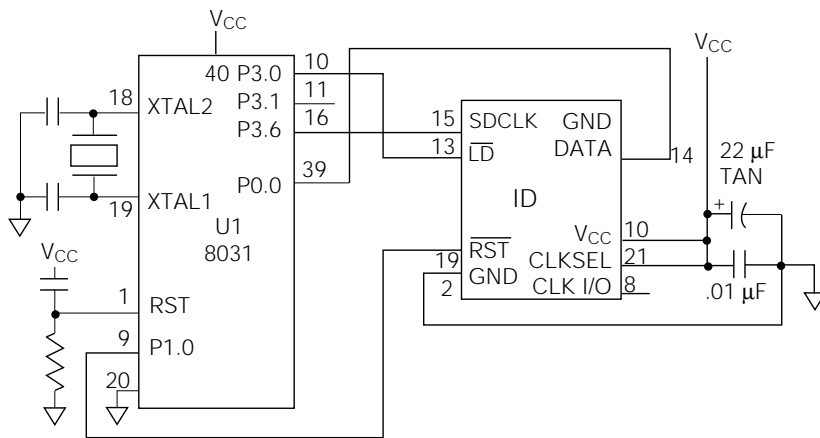 VCC
40 P3.0
10
P3.1
11
P3.6
16
P0.0
39
18
XTAL2
19
XTAL1
U1
8031
VCC
1
RST
9
P1.0
20
15
SDCLK
GND
13
LD
DATA
14
ID
VCC
10
RST
CLKSEL
21
19
GND
2
CLK I/O
8
VCC
22 µF
TAN
+
.01 µF